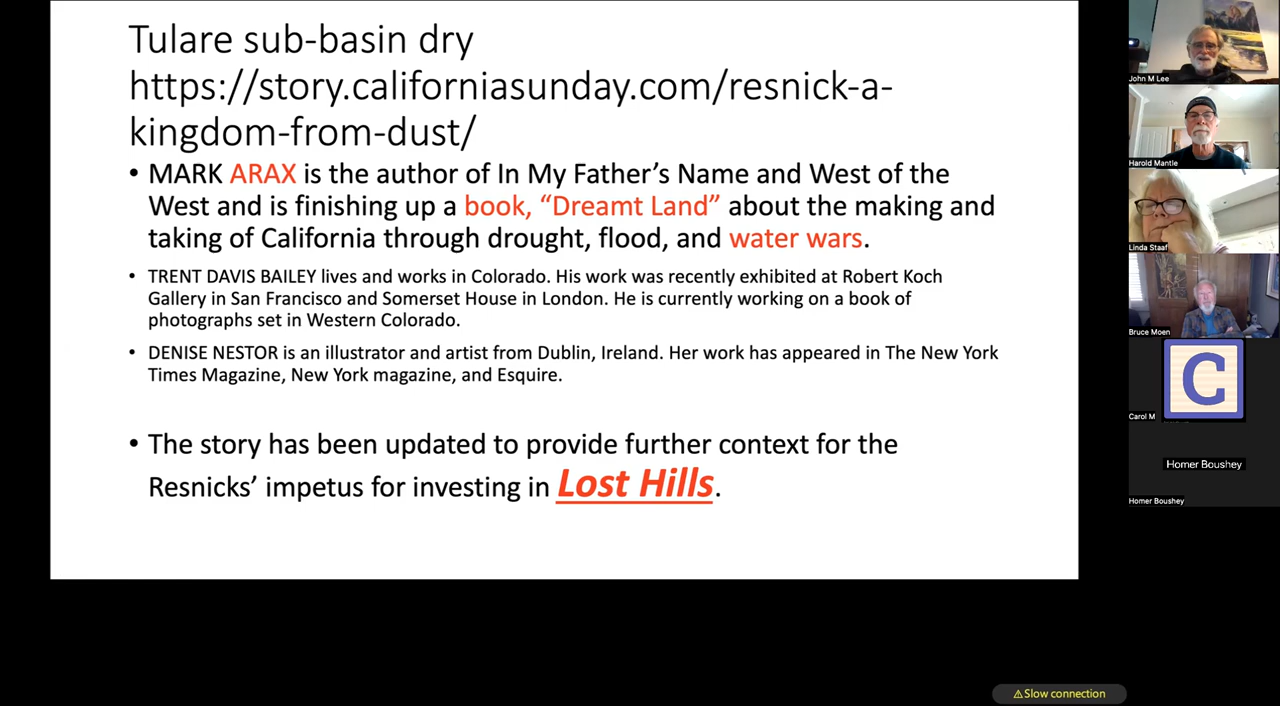 Tulare sub-basin dry
https://story.californiasunday.com/resnick-a-
kingdom-from-dust/
• MARK ARAX is the author of In My Father’s Name and West of the
West and is finishing up a book, “Dreamt Land” about the making and
taking of California through drought, flood, and water wars.
• TRENT DAVIS BAILEY lives and works in Colorado. His work was recently exhibited at Robert Koch
Gallery in San Francisco and Somerset House in London. He is currently working on a book of
photographs set in Western Colorado.
• DENISE NESTOR is an illustrator and artist from Dublin, Ireland. Her work has appeared in The New York
Times Magazine, New York magazine, and Esquire.
• The story has been updated to provide further context for the
Resnicks’ impetus for investing in Lost Hills.
John M Lee
Harold Mantle
Linda Staaf
Bruce Moen
C
Carol M
Homer Boushey
Homer Boushey
⚠Slow connection